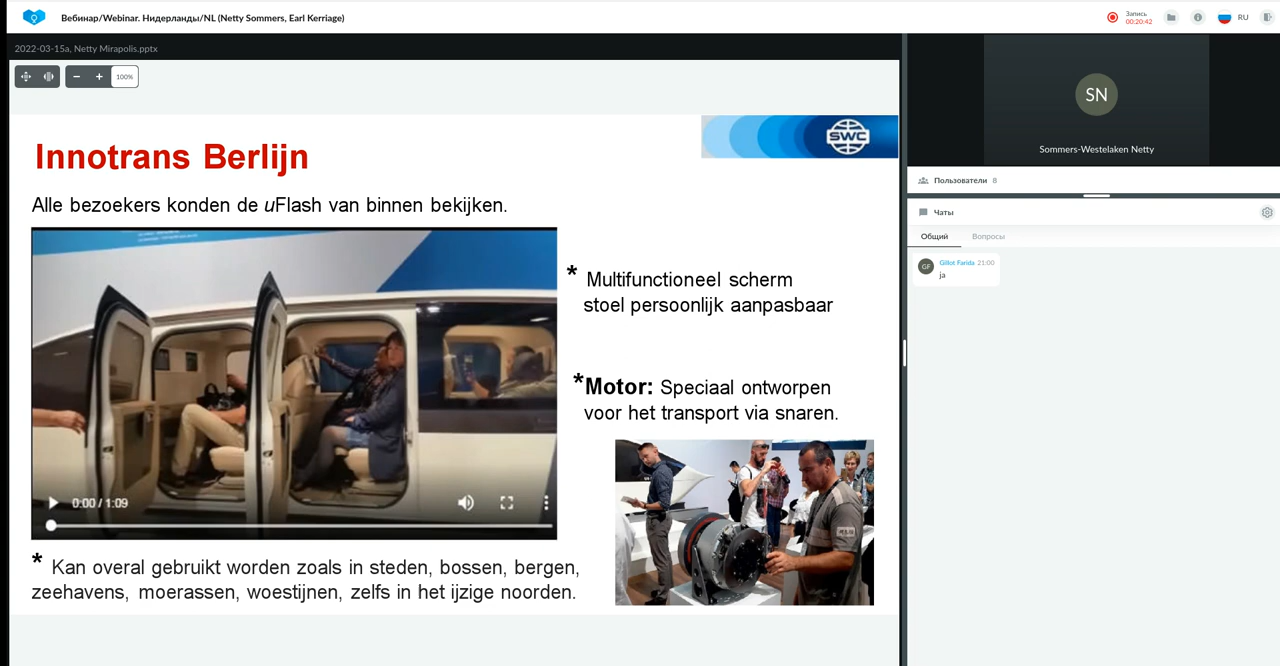 Вебинар/Webinar. Нидерланды/NL (Netty Sommers, Earl Kerriage)
Запись
00:20:42
RU
2022-03-15a, Netty Mirapolis.pptx
100%
SWC
Innotrans Berlijn
Alle bezoekers konden de uFlash van binnen bekijken.
* Multifunctioneel scherm
stoel persoonlijk aanpasbaar
*Motor: Speciaal ontworpen
voor het transport via snaren.
0:00 / 1:09
* Kan overal gebruikt worden zoals in steden, bossen, bergen,
zeehavens, moerassen, woestijnen, zelfs in het ijzige noorden.
SN
Sommers-Westelaken Netty
Пользователи 8
Чаты
Общий Вопросы
GF
Gillot Farida 21:00
ja